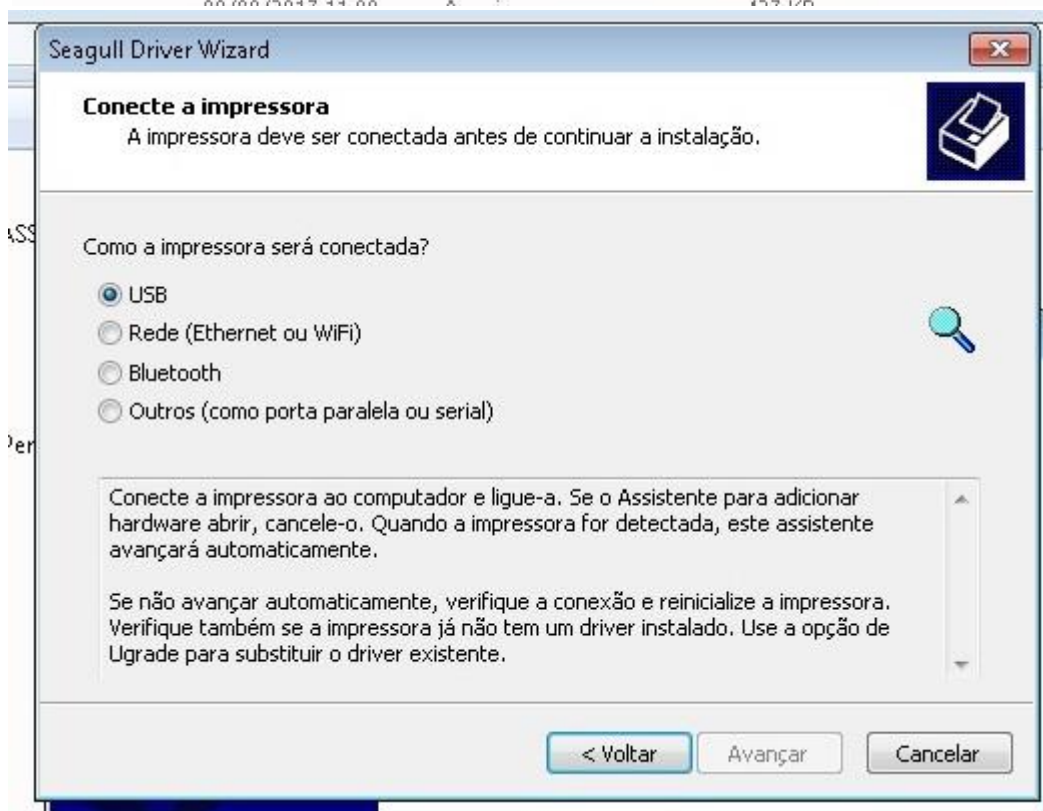 Seagull Driver Wizard
Conecte a impressora
A impressora deve ser conectada antes de continuar a instalação.
Como a impressora será conectada?
USB
Rede (Ethernet ou WiFi)
Bluetooth
Outros (como porta paralela ou serial)
Conecte a impressora ao computador e ligue-a. Se o Assistente para adicionar
hardware abrir, cancele-o. Quando a impressora for detectada, este assistente
avançará automaticamente.
Se não avançar automaticamente, verifique a conexão e reinicialize a impressora.
Verifique também se a impressora já não tem um driver instalado. Use a opção de
Ugrade para substituir o driver existente.
< Voltar
Avançar
Cancelar